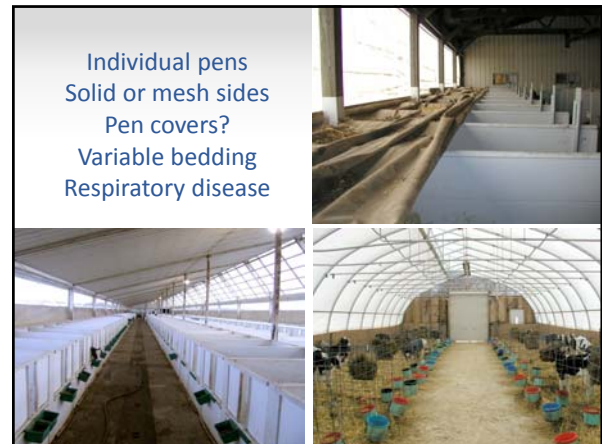 Individual pens
Solid or mesh sides
Pen covers?
Variable bedding
Respiratory disease